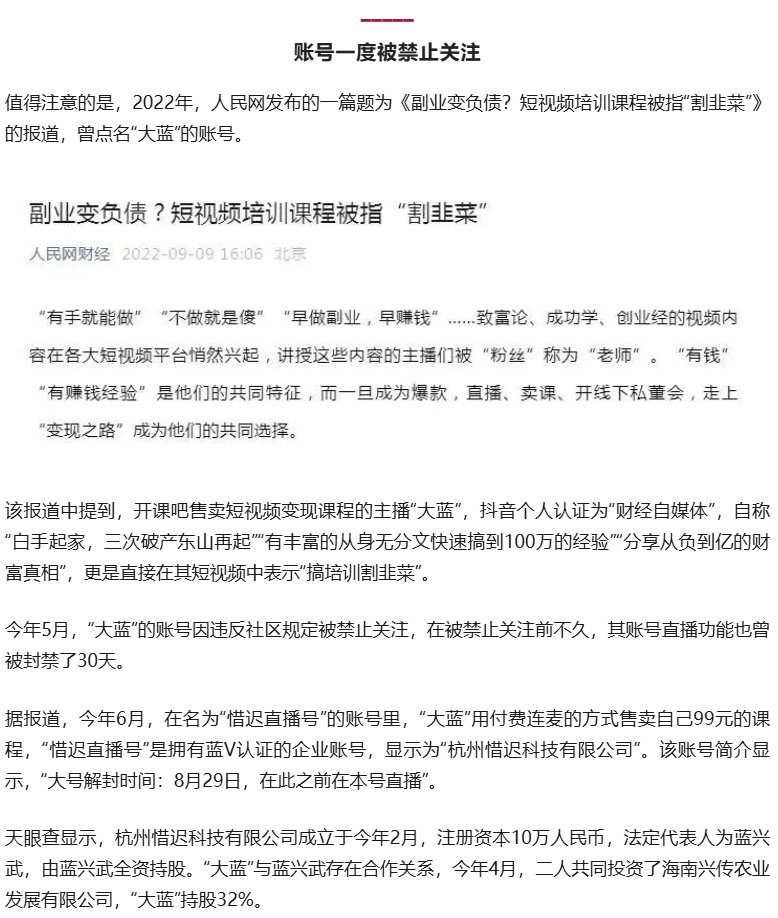 账号一度被禁止关注
值得注意的是，2022年，人民网发布的一篇题为《副业变负债？短视频培训课程被指“割韭菜”》
的报道，曾点名“大蓝”的账号。
副业变负债？短视频培训课程被指“割韭菜”
人民网财经 2022-09-09 16:06 北京
“有手就能做”“不做就是傻”“早做副业，早赚钱”……致富论、成功学、创业经的视频内
容在各大短视频平台悄然兴起，讲授这些内容的主播们被“粉丝”称为“老师”。“有钱”
“有赚钱经验”是他们的共同特征，而一旦成为爆款，直播、卖课、开线下私董会，走上
“变现之路”成为他们的共同选择。
该报道中提到，开课吧售卖短视频变现课程的主播“大蓝”，抖音个人认证为“财经自媒体”，自称
“白手起家，三次破产东山再起”“有丰富的从身无分文快速搞到100万的经验”“分享从负到亿的财
富真相”，更是直接在其短视频中表示“搞培训割韭菜”。
今年5月，“大蓝”的账号因违反社区规定被禁止关注，在被禁止关注前不久，其账号直播功能也曾
被封禁了30天。
据报道，今年6月，在名为“惜迟直播号”的账号里，“大蓝”用付费连麦的方式售卖自己99元的课
程，“惜迟直播号”是拥有蓝V认证的企业账号，显示为“杭州惜迟科技有限公司”。该账号简介显
示，“大号解封时间：8月29日，在此之前在本号直播”。
天眼查显示，杭州惜迟科技有限公司成立于今年2月，注册资本10万人民币，法定代表人为蓝兴
武，由蓝兴武全资持股。“大蓝”与蓝兴武存在合作关系，今年4月，二人共同投资了海南兴传农业
发展有限公司，“大蓝”持股32%。